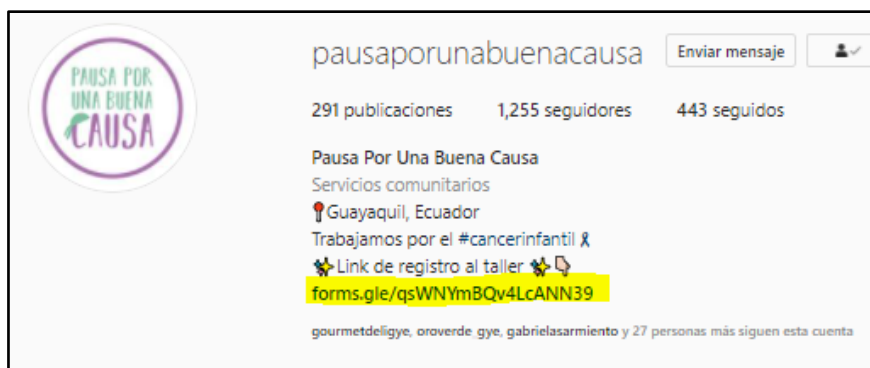 PAUSA POR
UNA BUENA
CAUSA
pausaporunabuenacausa Enviar mensaje
291 publicaciones 1,255 seguidores 443 seguidos
Pausa Por Una Buena Causa
Servicios comunitarios
📍Guayaquil, Ecuador
Trabajamos por el #cancerinfantil🎗
✨Link de registro al taller ✨👇🏻
forms.gle/qsWNYmBQv4LcANN39
gourmetdeligye, oroverde_gye, gabrielasarmiento y 27 personas más siguen esta cuenta